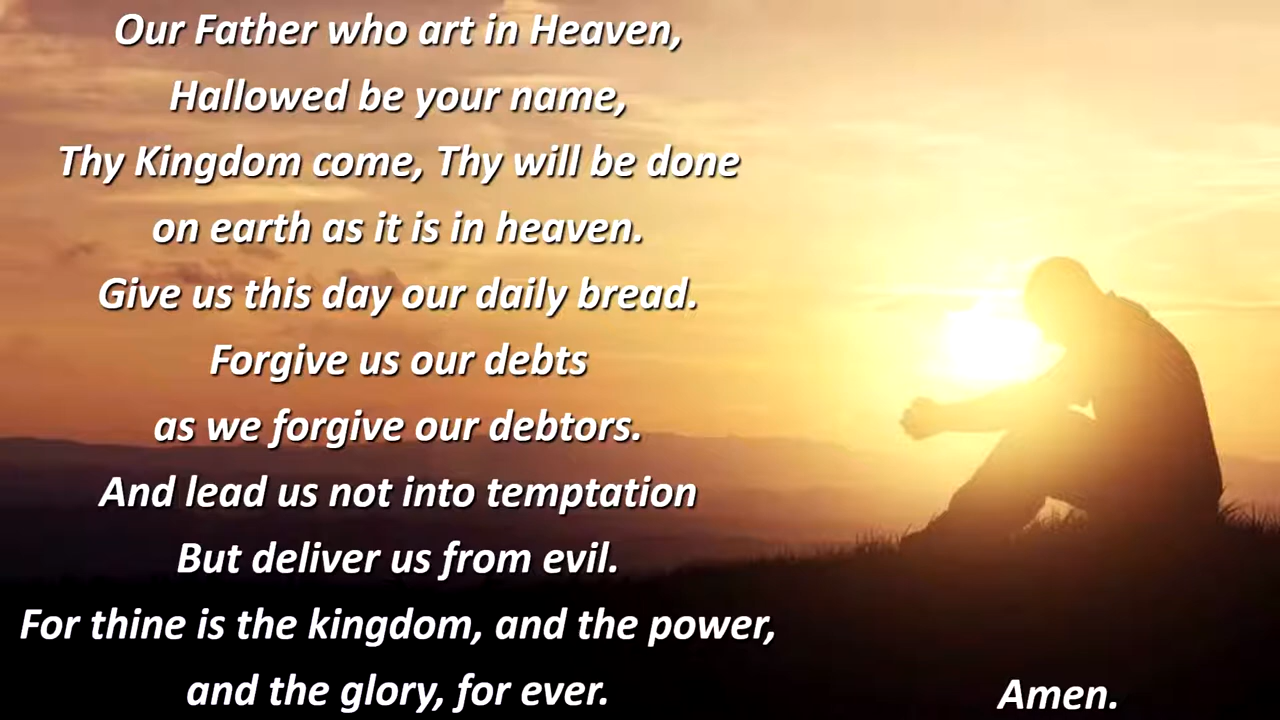 Our Father who art in Heaven,
Hallowed be your name,
Thy Kingdom come, Thy will be done
on earth as it is in heaven.
Give us this day our daily bread.
Forgive us our debts
as we forgive our debtors.
And lead us not into temptation
But deliver us from evil.
For thine is the kingdom, and the power,
and the glory, for ever.
Amen.